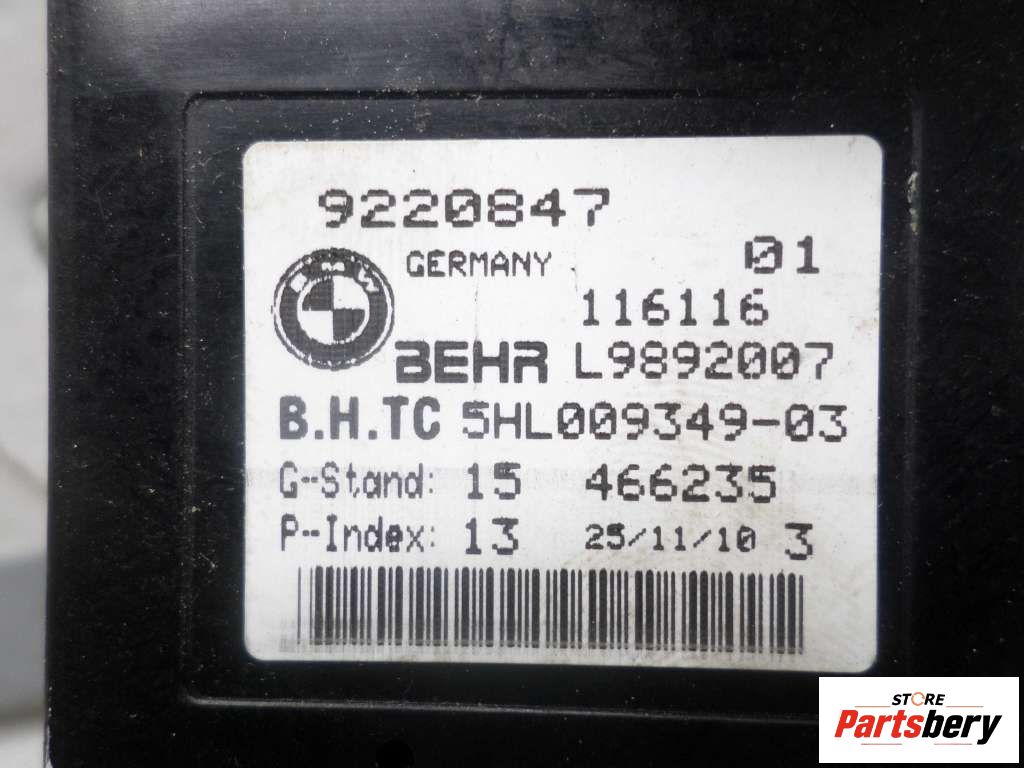 9220847
BMW GERMANY 01
116116
BEHR L9892007
B.H.TC 5HL009349-03
G-Stand: 15 466235
P-Index: 13 25/11/10 3
STORE
Partsbery